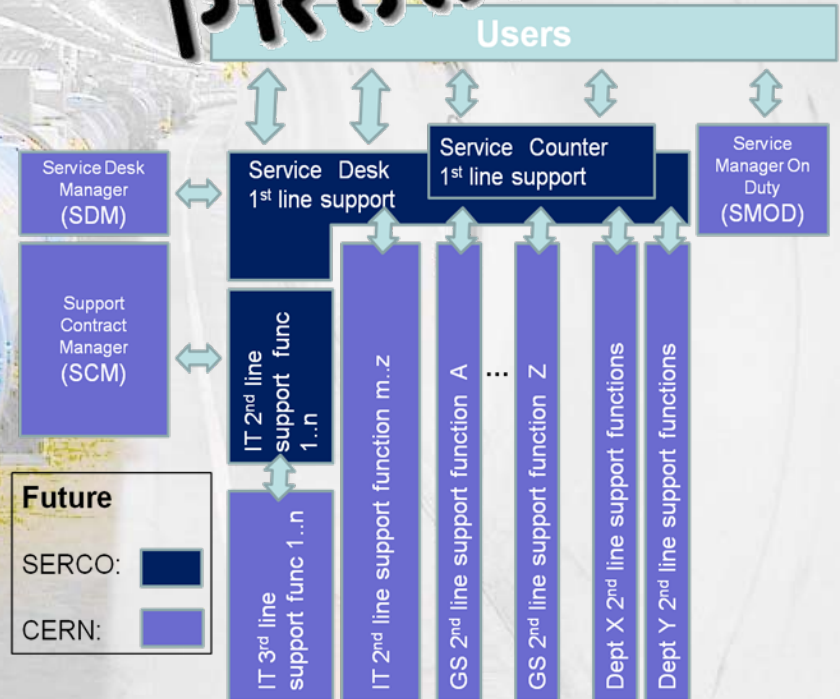 Users
Service Desk
Manager
(SDM)
Service Desk
1st line support
Service Counter
1st line support
Service
Manager On
Duty
(SMOD)
Support
Contract
Manager
(SCM)
IT 2nd line
support func
1..n
IT 3rd line
support func 1..n
IT 2nd line support function m..z
GS 2nd line support function A
...
GS 2nd line support function Z
Dept X 2nd line support functions
Dept Y 2nd line support functions
Future
SERCO:
CERN: